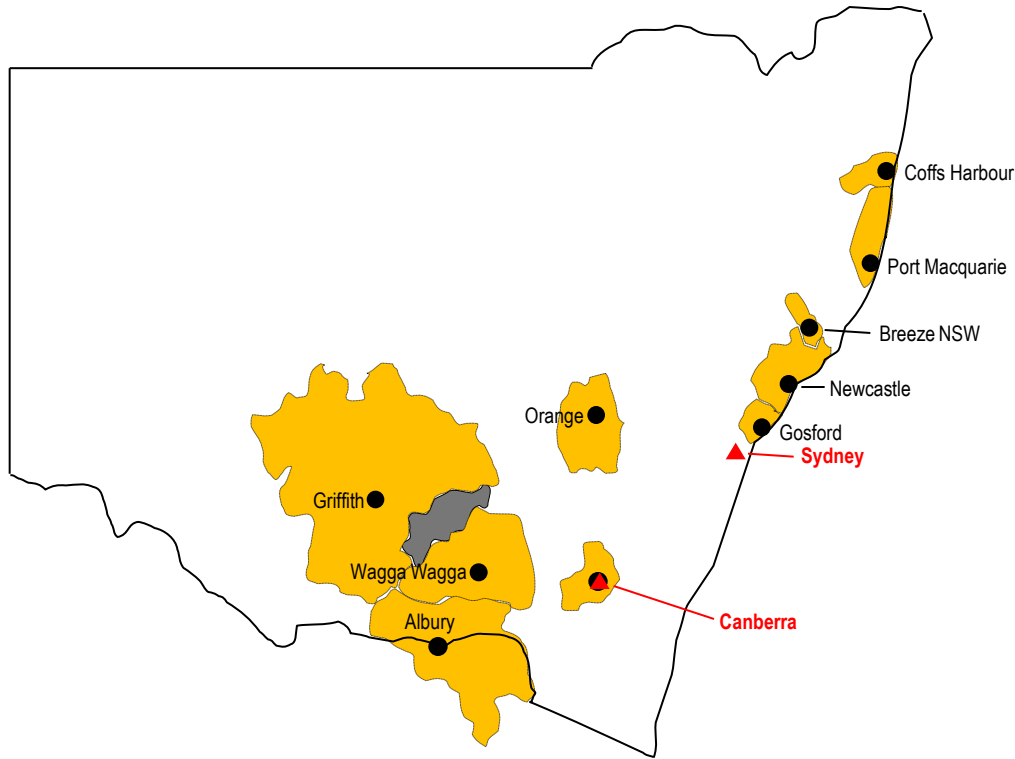 Coffs Harbour
Port Macquarie
Breeze NSW
Newcastle
Orange
Gosford
Sydney
Griffith
Wagga Wagga
Canberra
Albury